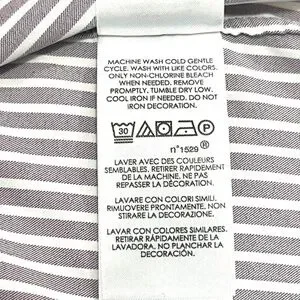 MACHINE WASH COLD GENTLE
CYCLE. WASH WITH LIKE COLORS.
ONLY NON-CHLORINE BLEACH
WHEN NEEDED. REMOVE
PROMPTLY. TUMBLE DRY LOW.
COOL IRON IF NEEDED. DO NOT
IRON DECORATION.
30 P
n°1529®
LAVER AVEC DES COULEURS
SEMBLABLES. RETIRER RAPIDEMENT
DE LA MACHINE. NE PAS
REPASSER LA DÉCORATION.
LAVARE CON COLORI SIMILI.
RIMUOVERE PRONTAMENTE. NON
STIRARE LA DECORAZIONE.
LAVAR CON COLORES SIMILARES.
RETIRAR RÁPIDAMENTE DE LA
LAVADORA. NO PLANCHAR LA
DECORACIÓN.